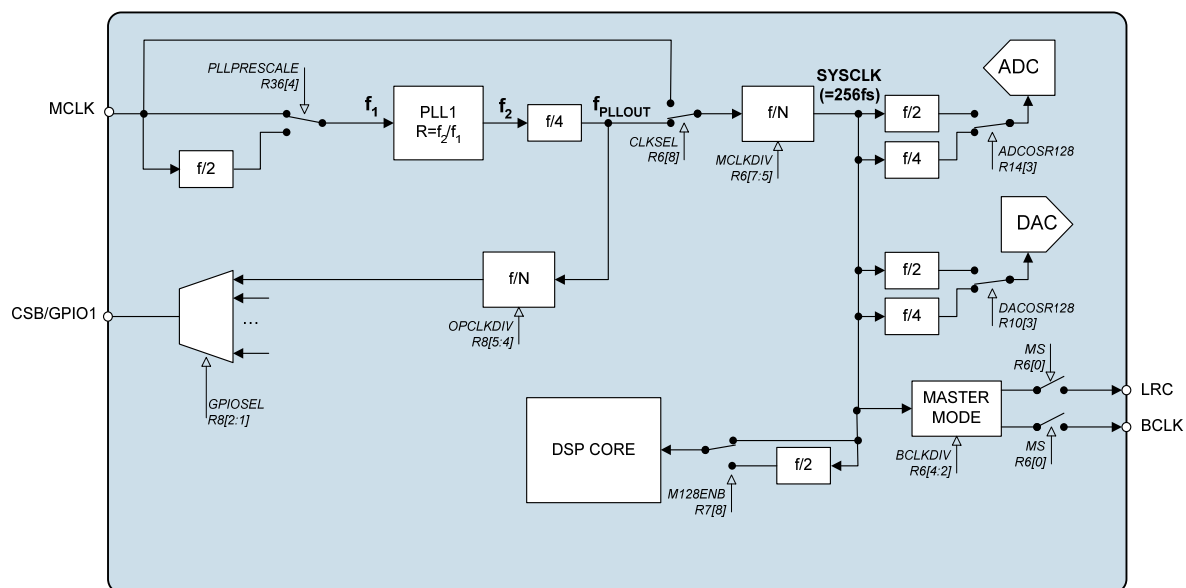 PLLPRESCALE
R36[4]
MCLK
f/2
f1
PLL1
R=f2/f1
f2
f/4
fPLLOUT
CLKSEL
R6[8]
f/N
MCLKDIV
R6[7:5]
SYSCLK
(=256fs)
f/2
f/4
ADC
ADCOSR128
R14[3]
DAC
f/2
f/4
DACOSR128
R10[3]
CSB/GPIO1
...
GPIOSEL
R8[2:1]
f/N
OPCLKDIV
R8[5:4]
DSP CORE
M128ENB
R7[8]
f/2
MASTER
MODE
BCLKDIV
R6[4:2]
MS
R6[0]
LRC
BCLK
MS
R6[0]